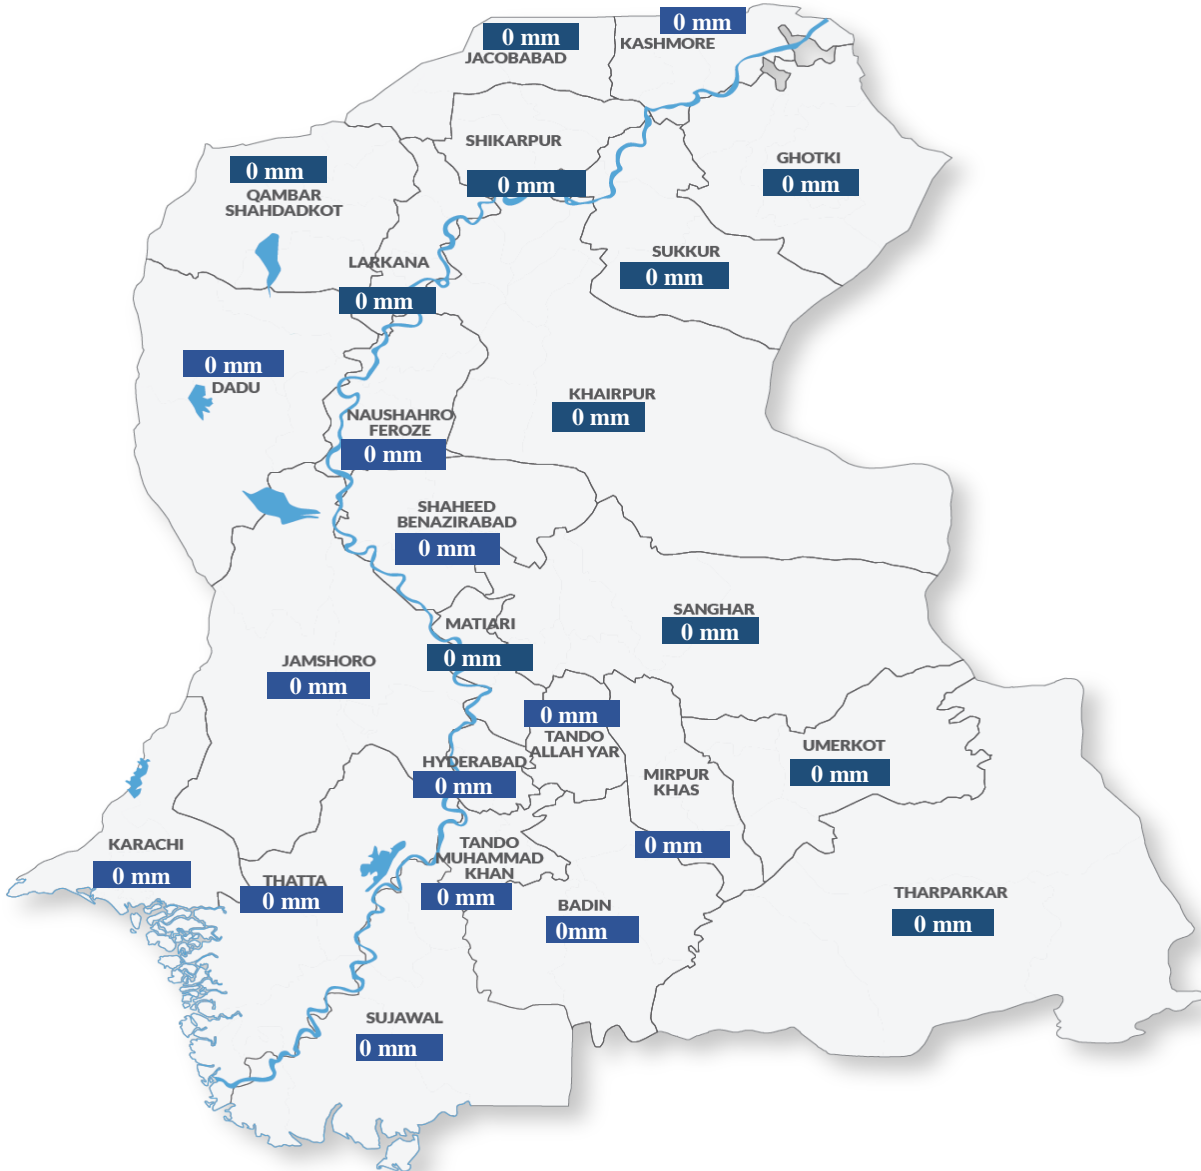 0 mm
JACOBABAD
0 mm
KASHMORE
SHIKARPUR
0 mm
GHOTKI
0 mm
0 mm
QAMBAR
SHAHDADKOT
LARKANA
0 mm
SUKKUR
0 mm
0 mm
DADU
KHAIRPUR
0 mm
NAUSHAHRO
FEROZE
0 mm
SHAHEED
BENAZIRABAD
0 mm
SANGHAR
0 mm
MATIARI
0 mm
JAMSHORO
0 mm
0 mm
TANDO
ALLAH YAR
HYDERABAD
0 mm
MIRPUR
KHAS
0 mm
UMERKOT
0 mm
KARACHI
0 mm
THATTA
0 mm
TANDO
MUHAMMAD
KHAN
0 mm
BADIN
0mm
THARPARKAR
0 mm
SUJAWAL
0 mm